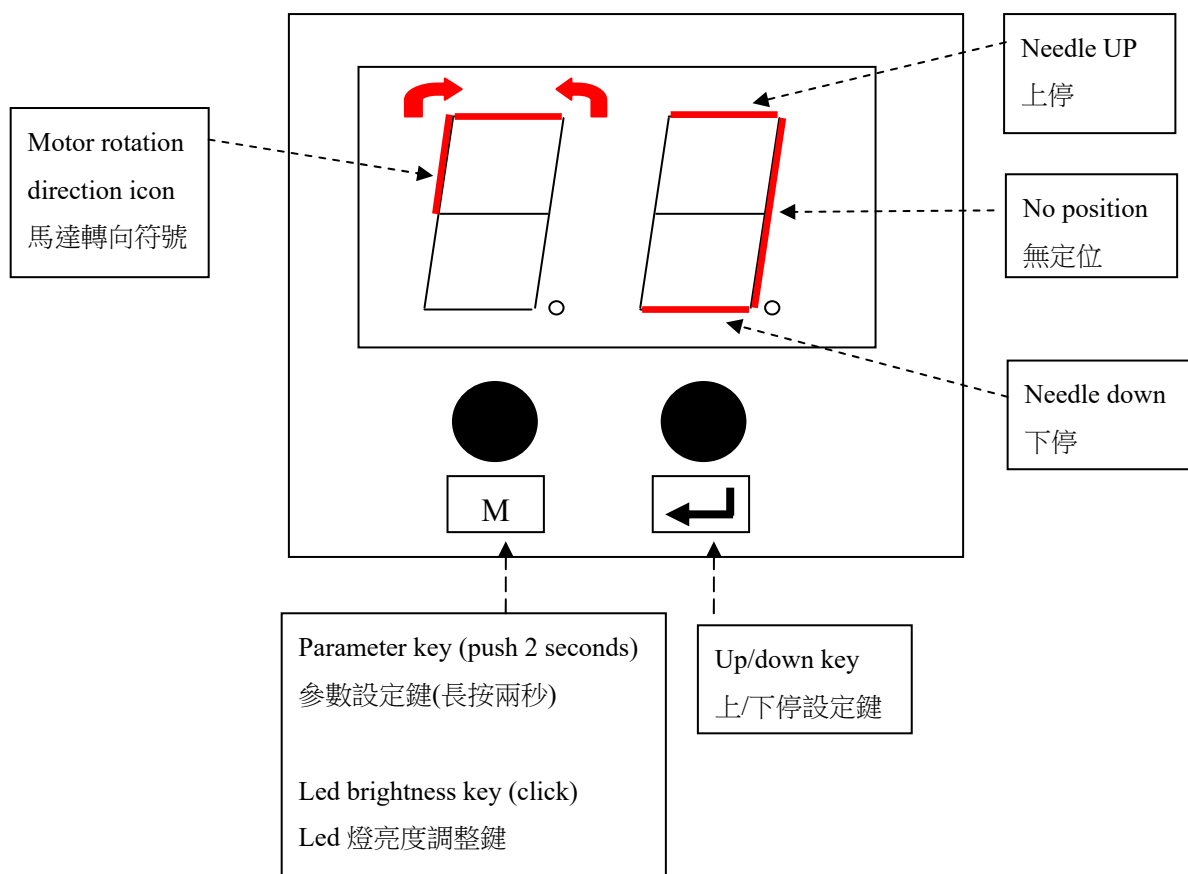 Needle UP
上停
Motor rotation
direction icon
馬達轉向符號
No position
無定位
Needle down
下停
M
Parameter key (push 2 seconds)
參數設定鍵(長按兩秒)
Led brightness key (click)
Led 燈亮度調整鍵
Up/down key
上/下停設定鍵